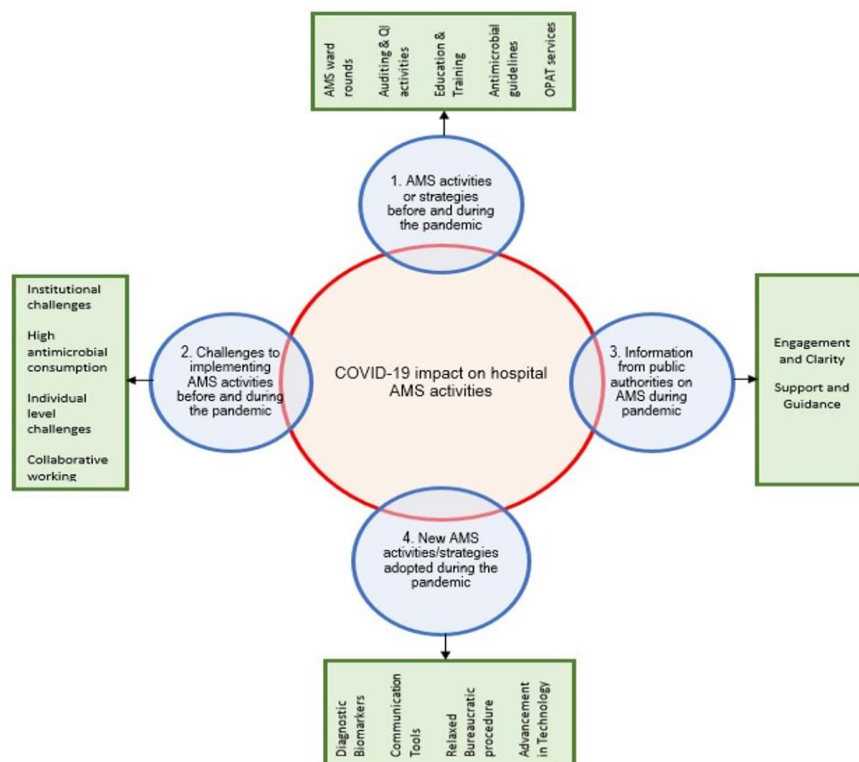 AMS ward
rounds
Auditing & QI
activities
Education &
Training
Antimicrobial
guidelines
OPAT services
1. AMS activities
or strategies
before and during
the pandemic
Institutional
challenges
High
antimicrobial
consumption
Individual
level
challenges
Collaborative
working
2. Challenges to
implementing
AMS activities
before and during
the pandemic
COVID-19 impact on hospital
AMS activities
3. Information
from public
authorities on
AMS during
pandemic
Engagement
and Clarity
Support and
Guidance
4. New AMS
activities/strategies
adopted during the
pandemic
Diagnostic
Biomarkers
Communication
Tools
Relaxed
Bureaucratic
procedure
Advancement
in Technology